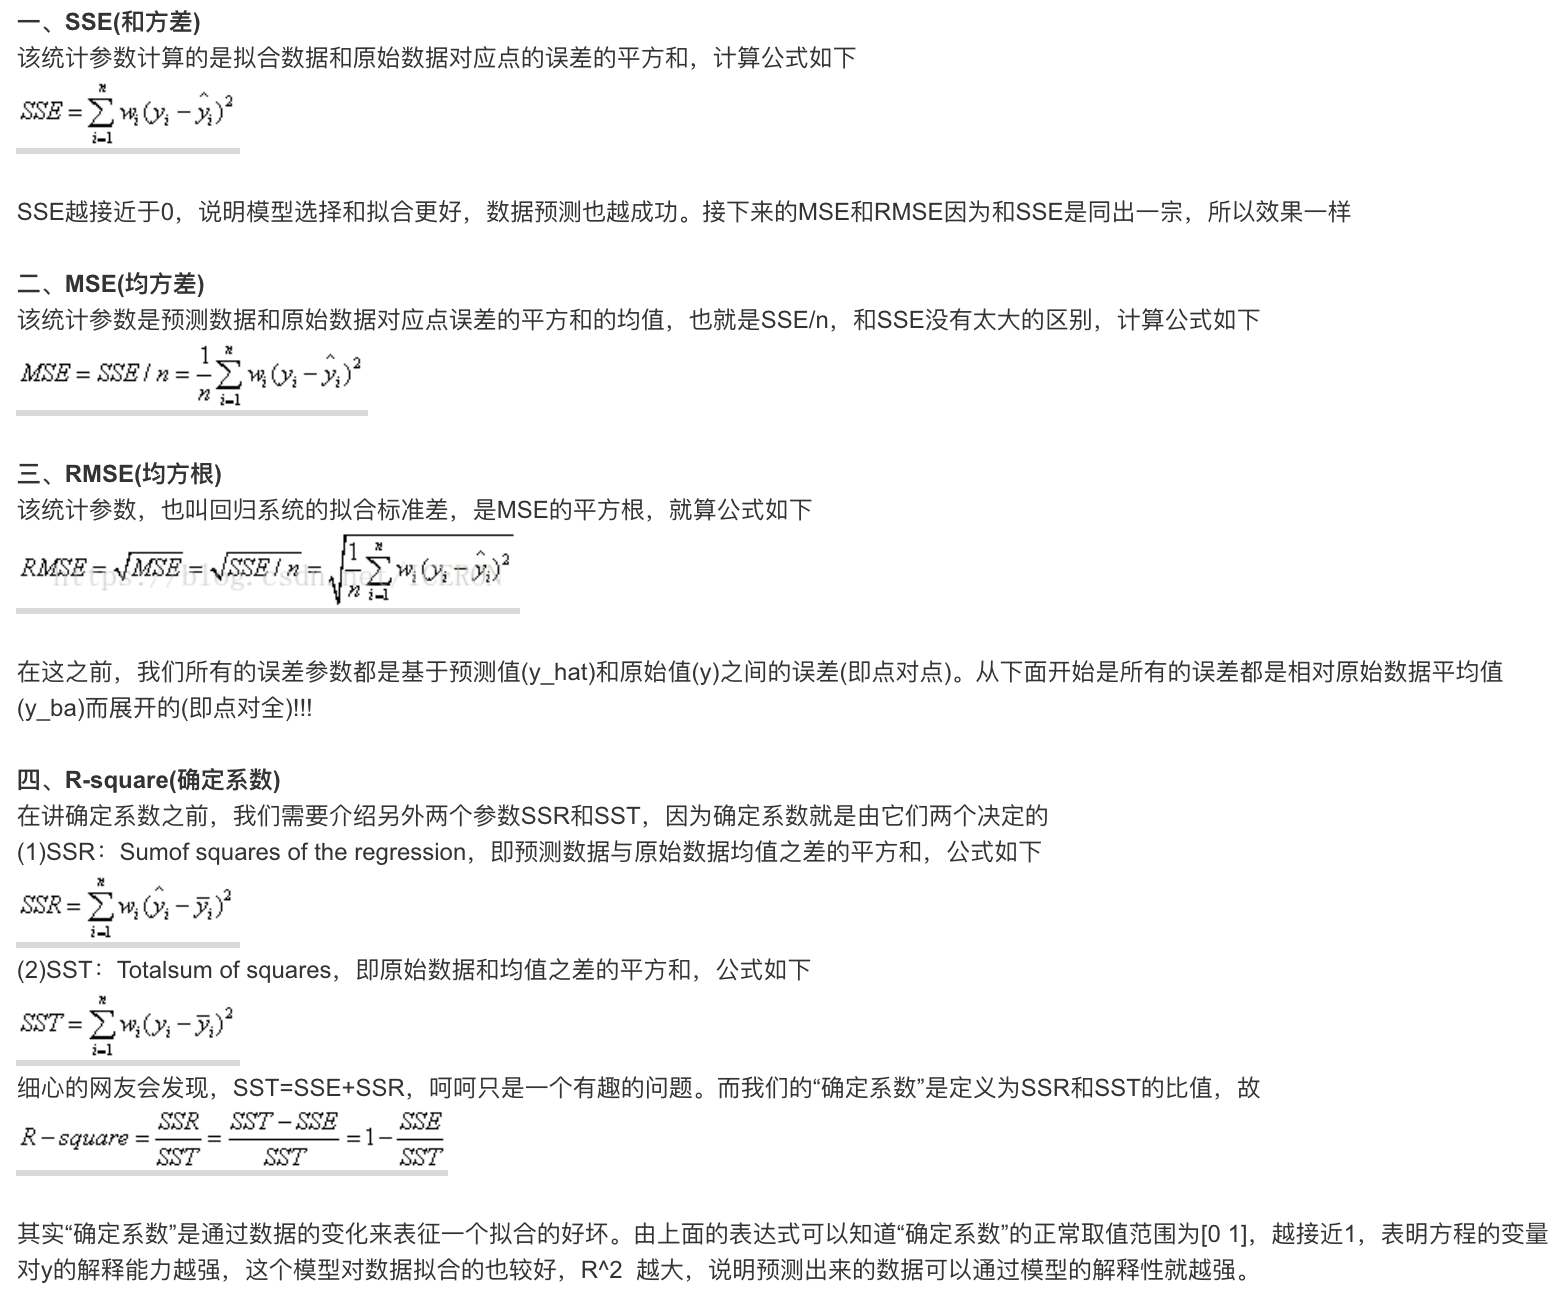 一、SSE(和方差)
该统计参数计算的是拟合数据和原始数据对应点的误差的平方和，计算公式如下
SSE = \sum_{i=1}^{n} w_i (y_i - \hat{y}_i)^2
SSE越接近于0，说明模型选择和拟合更好，数据预测也越成功。接下来的MSE和RMSE因为和SSE是同出一宗，所以效果一样
二、MSE(均方差)
该统计参数是预测数据和原始数据对应点误差的平方和的均值，也就是SSE/n，和SSE没有太大的区别，计算公式如下
MSE = SSE / n = \frac{1}{n} \sum_{i=1}^{n} w_i (y_i - \hat{y}_i)^2
三、RMSE(均方根)
该统计参数，也叫回归系统的拟合标准差，是MSE的平方根，就算公式如下
RMSE = \sqrt{MSE} = \sqrt{SSE / n} = \sqrt{\frac{1}{n} \sum_{i=1}^{n} w_i (y_i - \hat{y}_i)^2}
在这之前，我们所有的误差参数都是基于预测值(y_hat)和原始值(y)之间的误差(即点对点)。从下面开始是所有的误差都是相对原始数据平均值
(y_ba)而展开的(即点对全)!!!
四、R-square(确定系数)
在讲确定系数之前，我们需要介绍另外两个参数SSR和SST，因为确定系数就是由它们两个决定的
(1)SSR：Sumof squares of the regression，即预测数据与原始数据均值之差的平方和，公式如下
SSR = \sum_{i=1}^{n} w_i (\hat{y}_i - \bar{y}_i)^2
(2)SST：Totalsum of squares，即原始数据和均值之差的平方和，公式如下
SST = \sum_{i=1}^{n} w_i (y_i - \bar{y}_i)^2
细心的网友会发现，SST=SSE+SSR，呵呵只是一个有趣的问题。而我们的“确定系数”是定义为SSR和SST的比值，故
R-square = \frac{SSR}{SST} = \frac{SST - SSE}{SST} = 1 - \frac{SSE}{SST}
其实“确定系数”是通过数据的变化来表征一个拟合的好坏。由上面的表达式可以知道“确定系数”的正常取值范围为[0 1]，越接近1，表明方程的变量
对y的解释能力越强，这个模型对数据拟合的也较好，R^2 越大，说明预测出来的数据可以通过模型的解释性就越强。